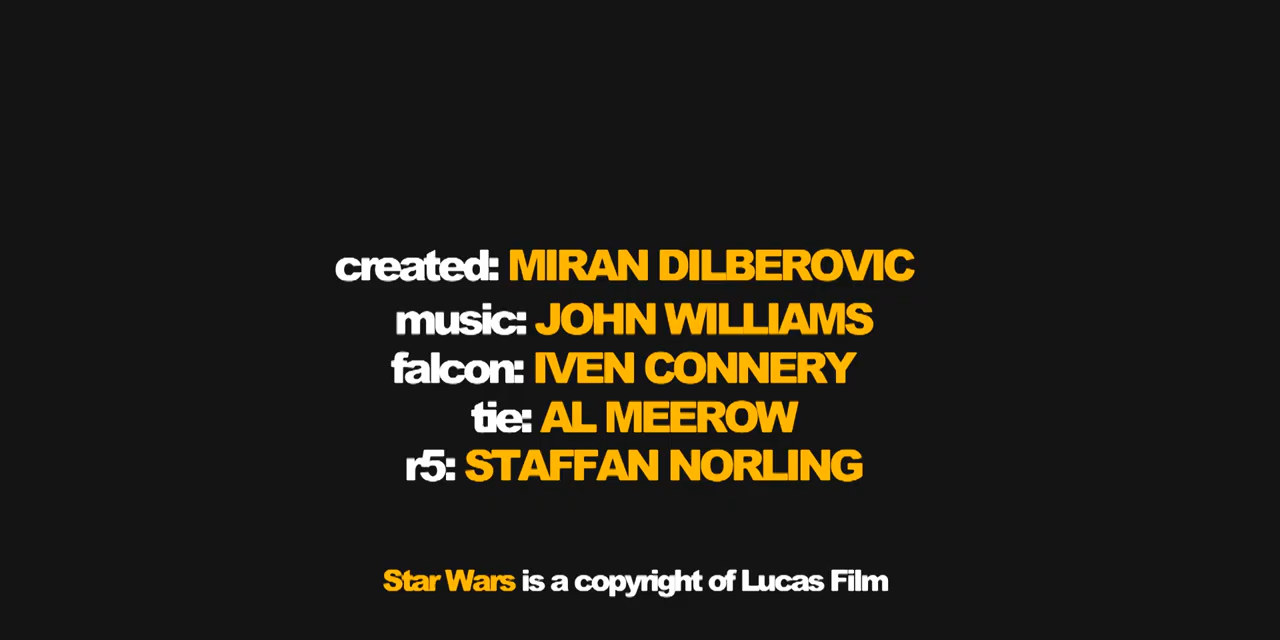 created: MIRAN DILBEROVIC
music: JOHN WILLIAMS
falcon: IVEN CONNERY
tie: AL MEEROW
r5: STAFFAN NORLING
Star Wars is a copyright of Lucas Film